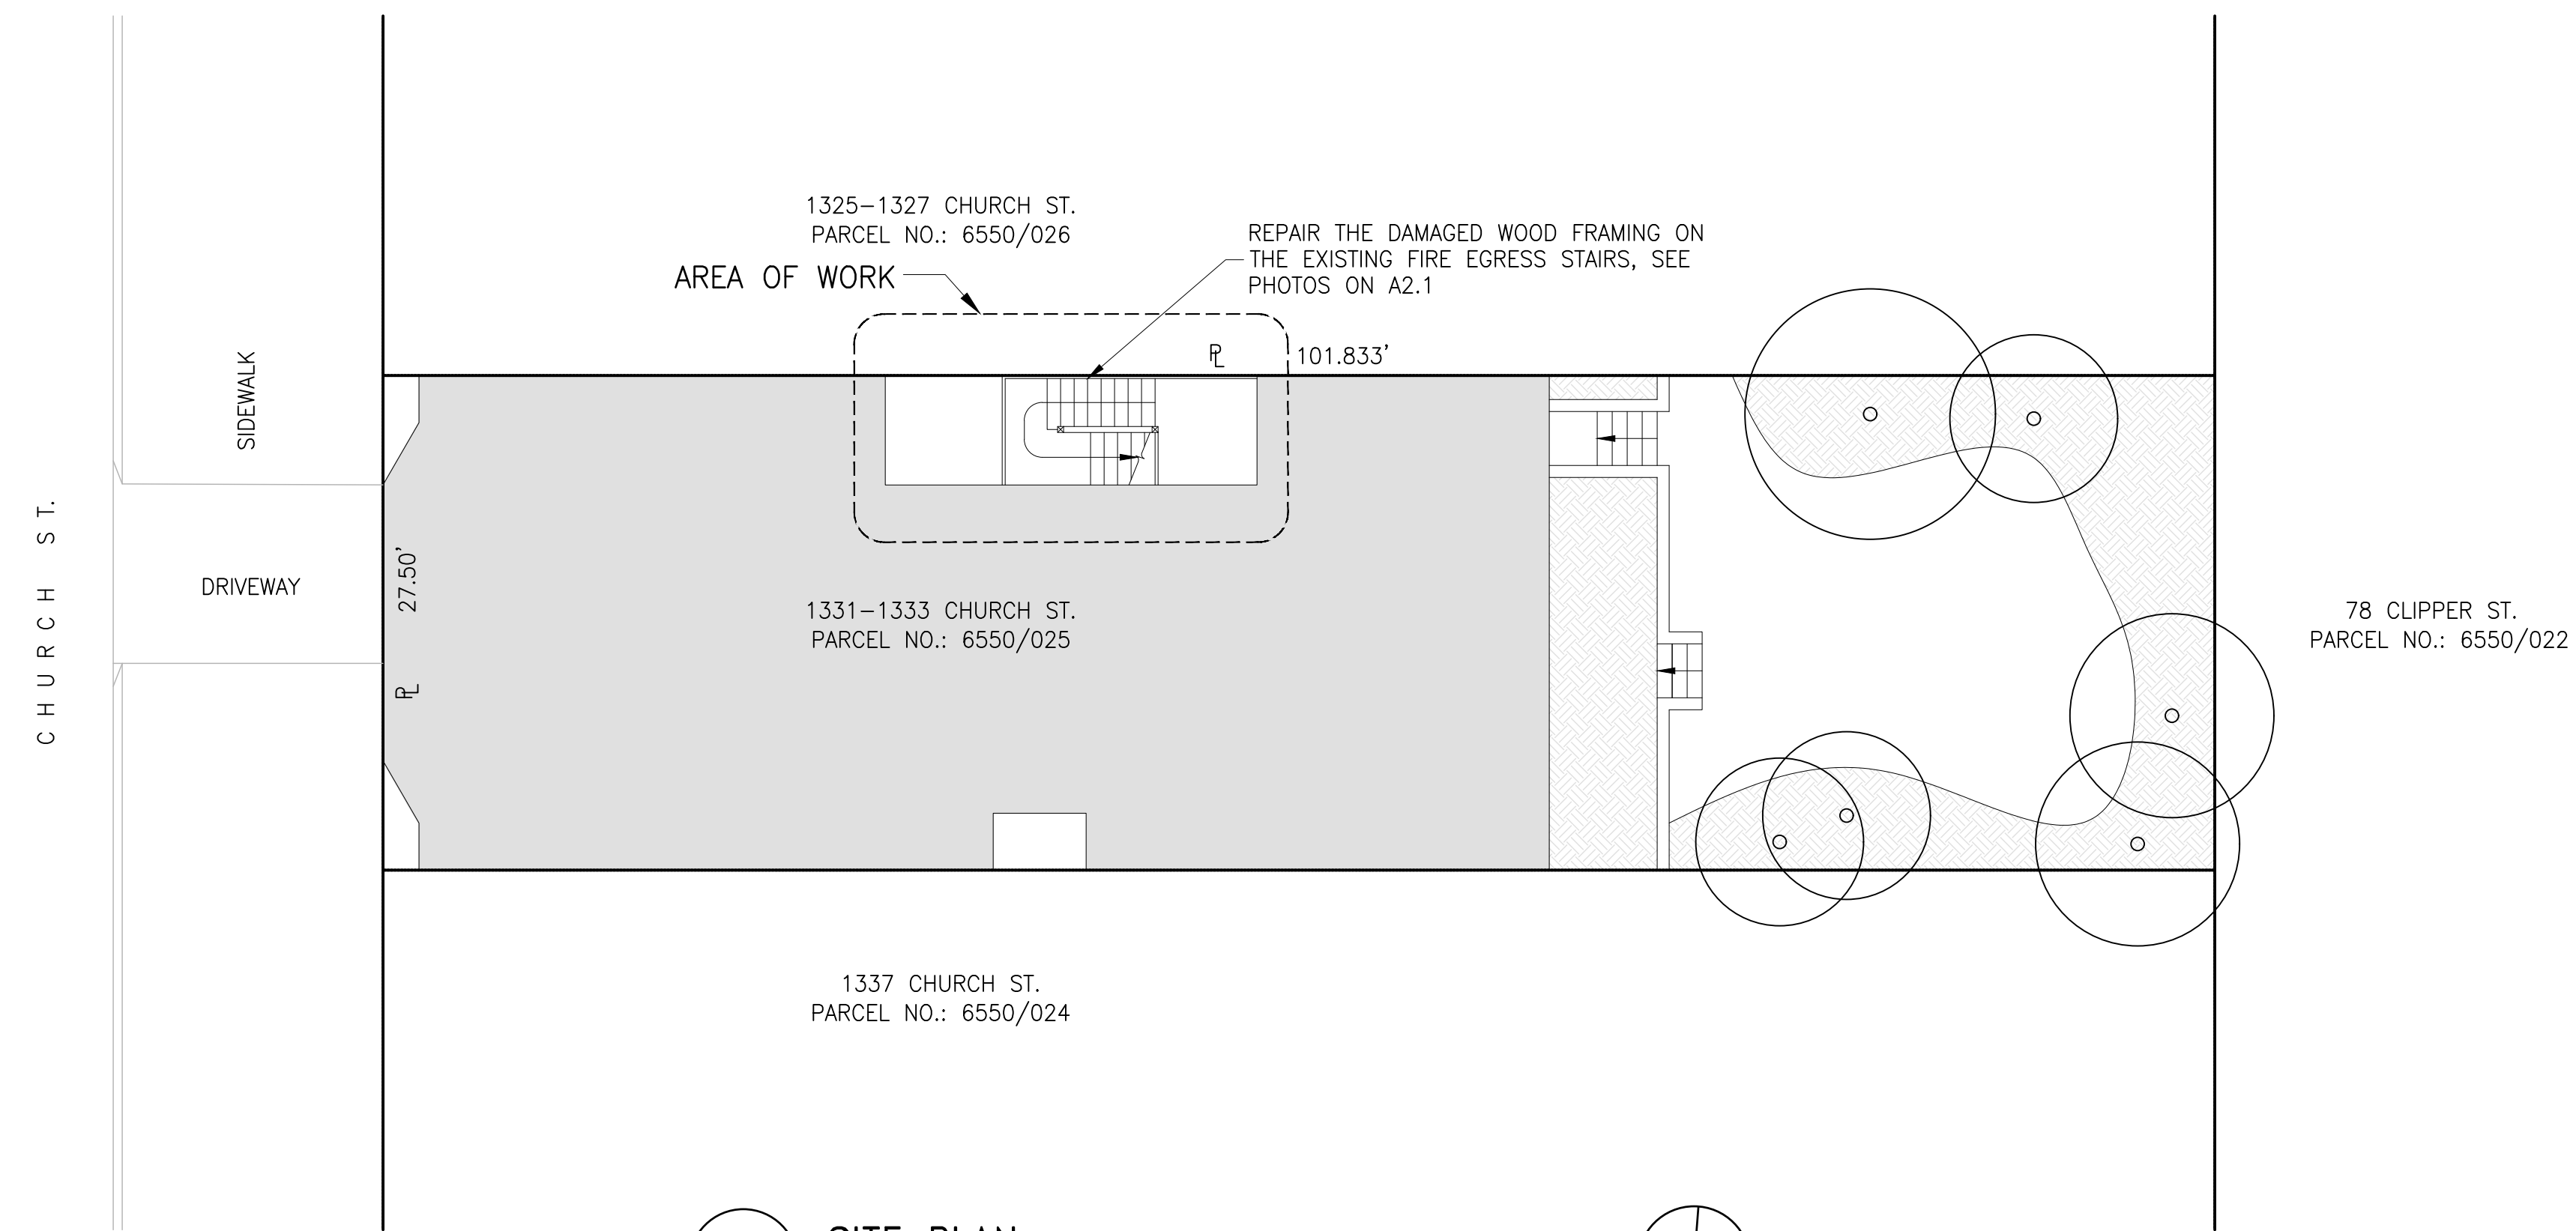 1325-1327 CHURCH ST.
PARCEL NO.: 6550/026
AREA OF WORK
REPAIR THE DAMAGED WOOD FRAMING ON
THE EXISTING FIRE EGRESS STAIRS, SEE
PHOTOS ON A2.1
PL
101.833'
SIDEWALK
CHURCH ST.
DRIVEWAY
27.50'
PL
1331-1333 CHURCH ST.
PARCEL NO.: 6550/025
78 CLIPPER ST.
PARCEL NO.: 6550/022
1337 CHURCH ST.
PARCEL NO.: 6550/024
SITE PLAN